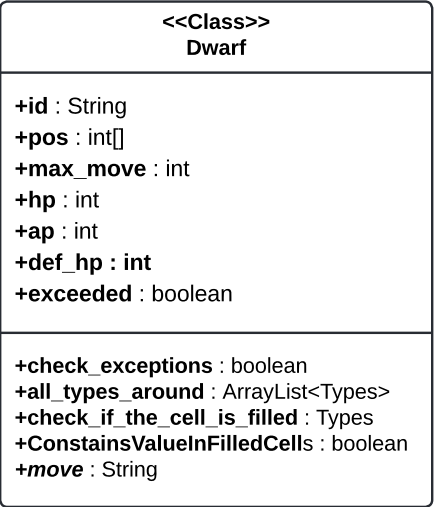 <<Class>>
Dwarf
+id : String
+pos : int[]
+max_move : int
+hp : int
+ap : int
+def_hp : int
+exceeded : boolean
+check_exceptions : boolean
+all_types_around : ArrayList<Types>
+check_if_the_cell_is_filled : Types
+ConstainsValueInFilledCells : boolean
+move : String